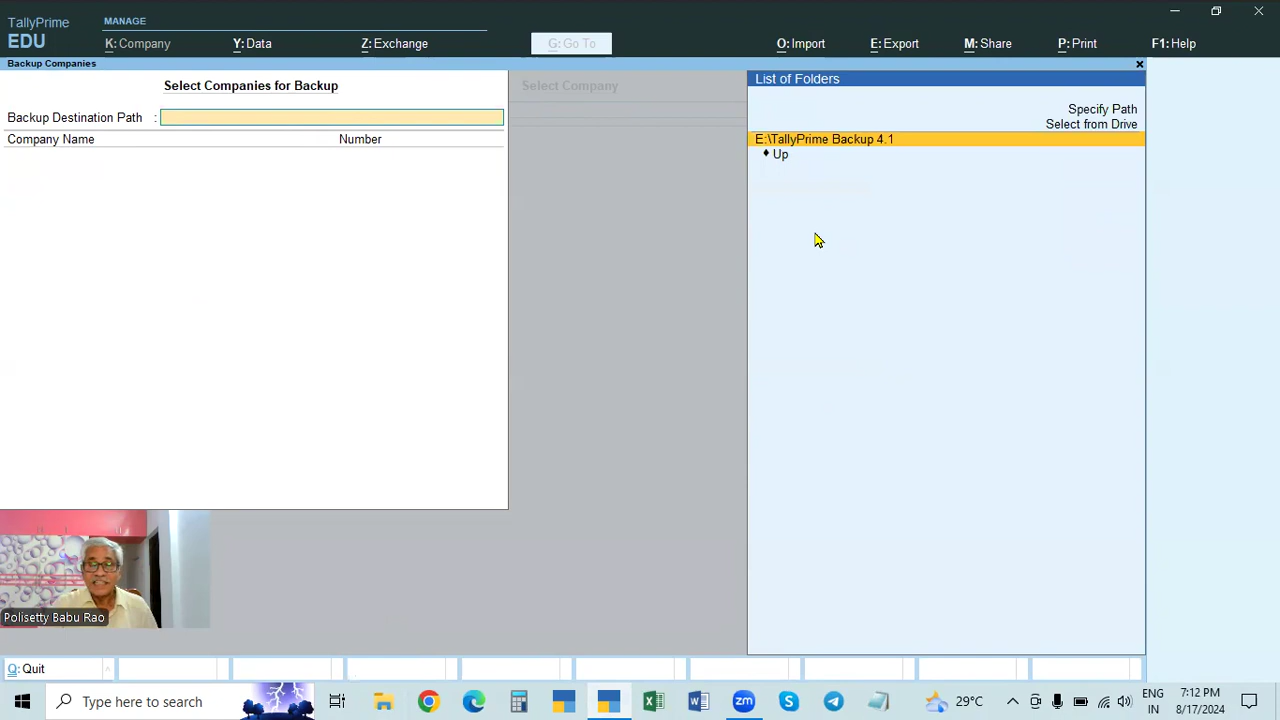 TallyPrime
EDU
MANAGE
K: Company
Y: Data
Z: Exchange
G: Go To
O: Import
E: Export
M: Share
P: Print
F1: Help
Backup Companies
Select Companies for Backup
Backup Destination Path :
Company Name Number
Select Company
List of Folders
Specify Path
Select from Drive
E:\TallyPrime Backup 4.1
♦ Up
Polisetty Babu Rao
Q: Quit
Type here to search
29°C
ENG
IN
7:12 PM
8/17/2024